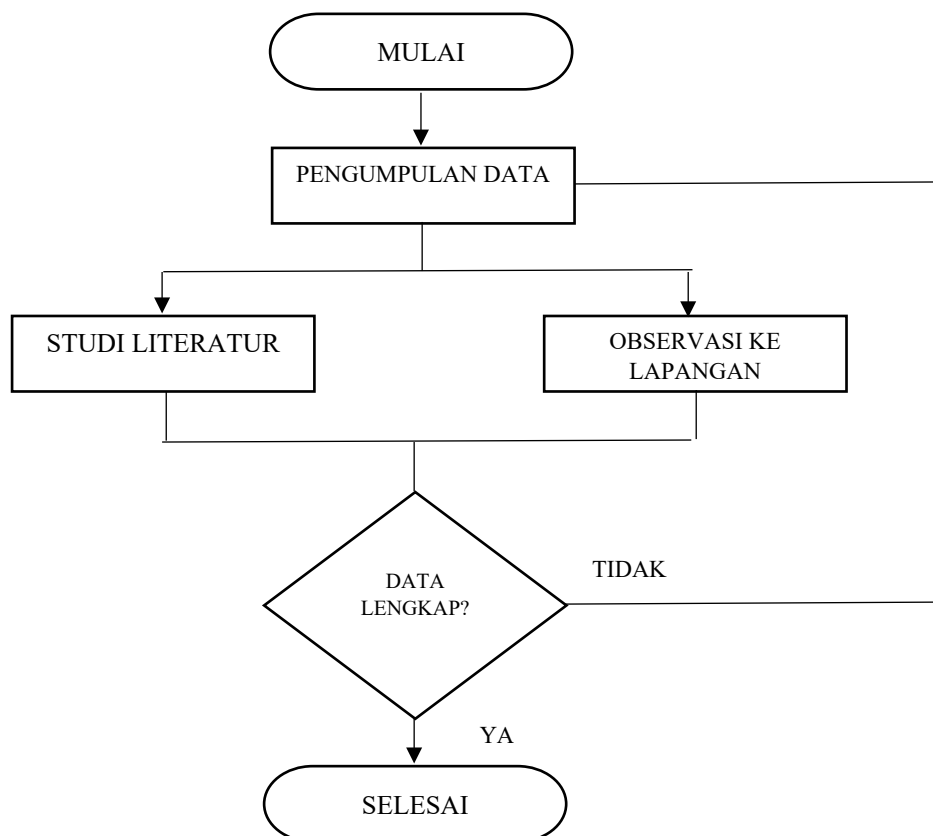 MULAI
PENGUMPULAN DATA
STUDI LITERATUR
OBSERVASI KE
LAPANGAN
DATA
LENGKAP?
TIDAK
YA
SELESAI